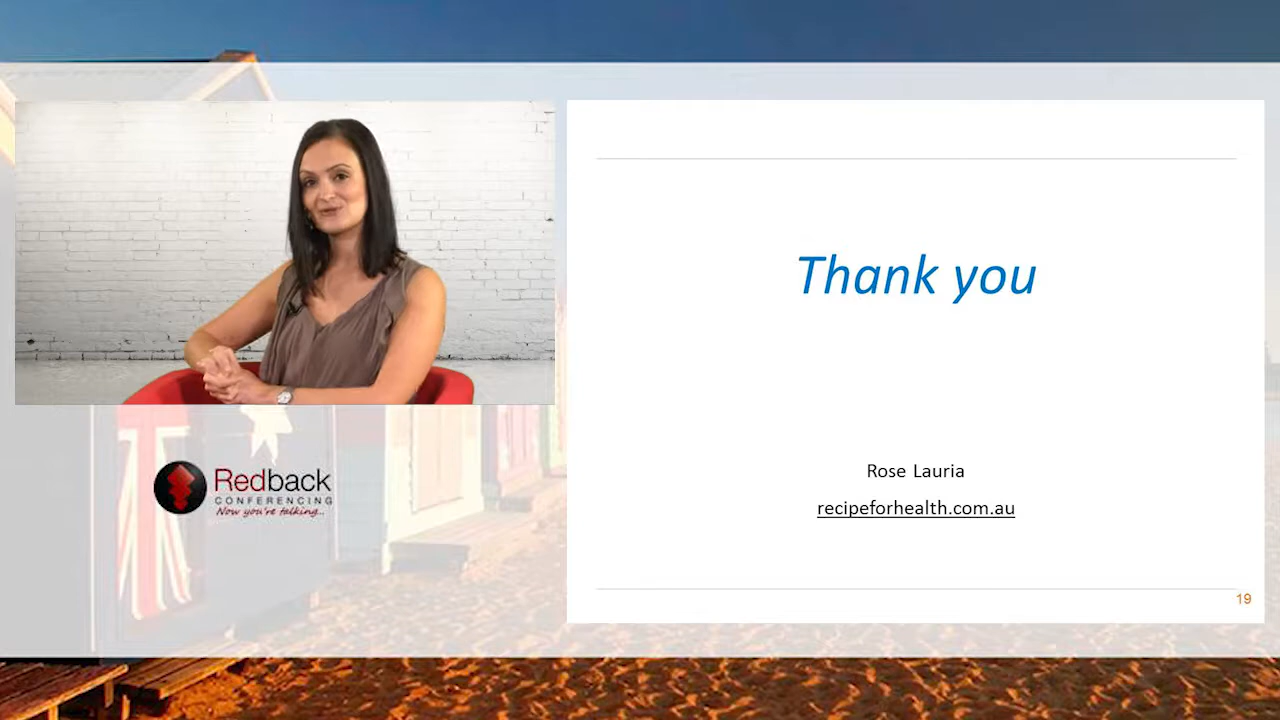 Redback
CONFERENCING
Now you're talking...
Thank you
Rose Lauria
recipeforhealth.com.au
19